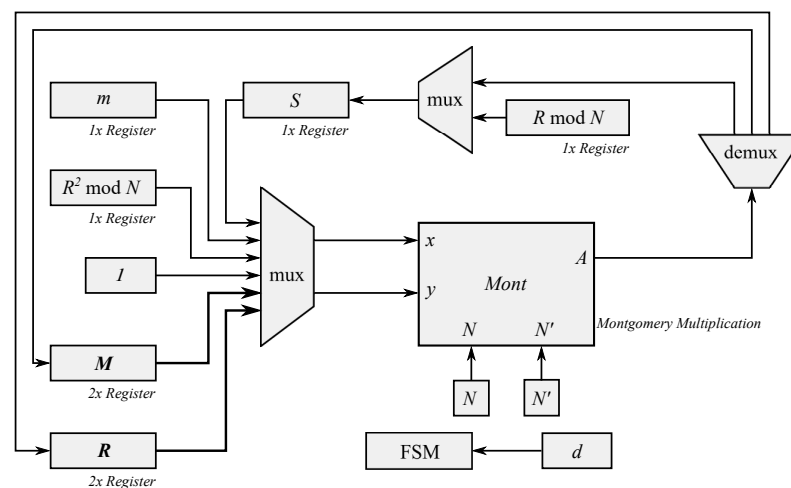 m
1x Register
S
1x Register
mux
R mod N
1x Register
demux
R² mod N
1x Register
1
mux
x
y
A
Mont
N
N'
Montgomery Multiplication
M
2x Register
N
N'
R
2x Register
FSM
d